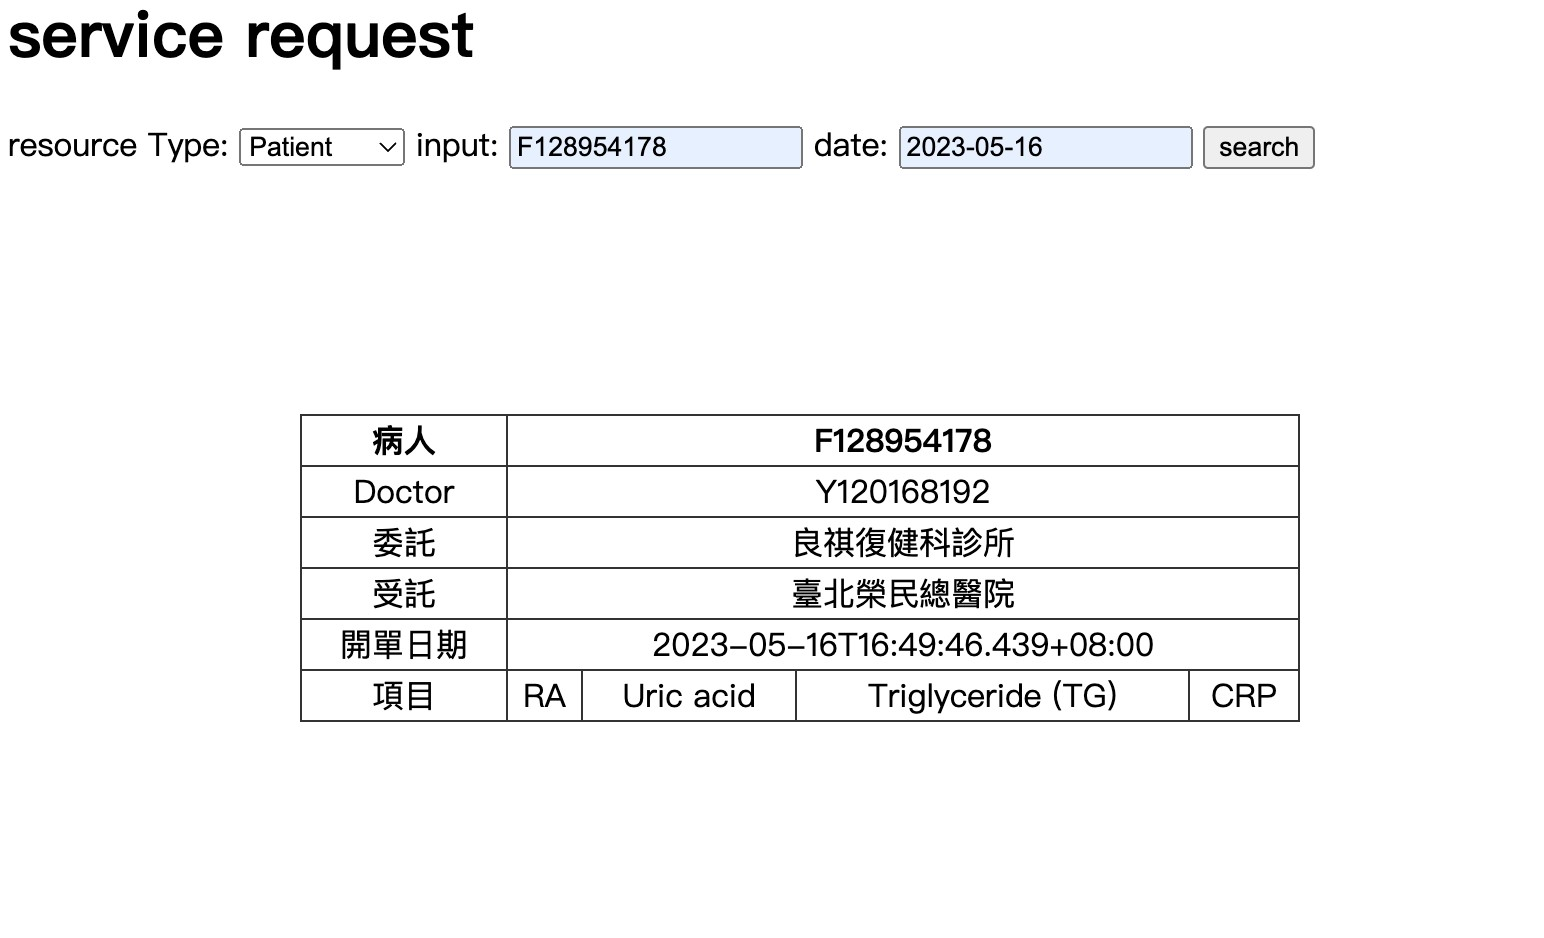 service request
resource Type: Patient input: F128954178 date: 2023-05-16 search
病人 F128954178
Doctor Y120168192
委託 良祺復健科診所
受託 臺北榮民總醫院
開單日期 2023-05-16T16:49:46.439+08:00
項目 RA Uric acid Triglyceride (TG) CRP